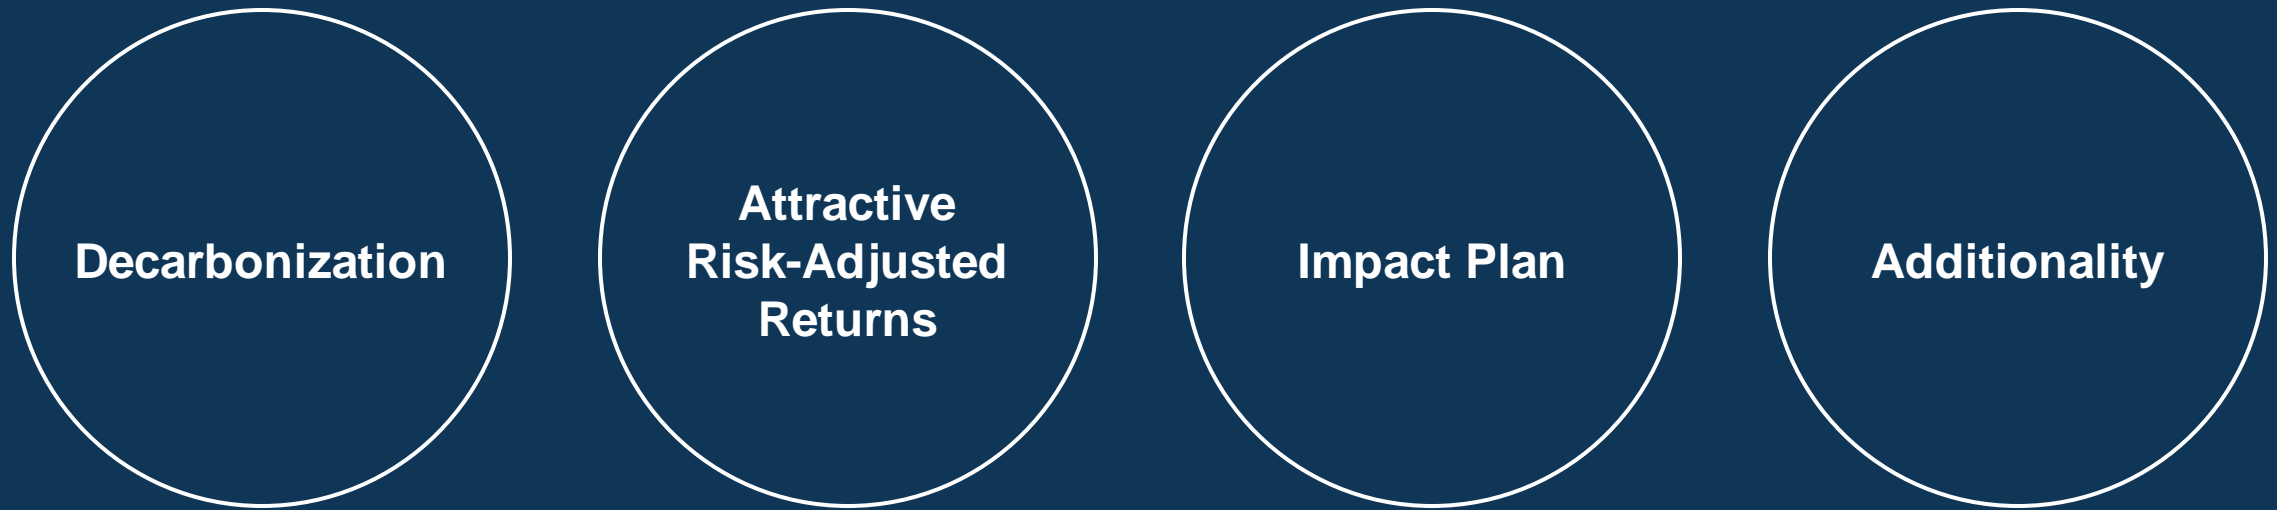 Decarbonization
Attractive
Risk-Adjusted
Returns
Impact Plan
Additionality